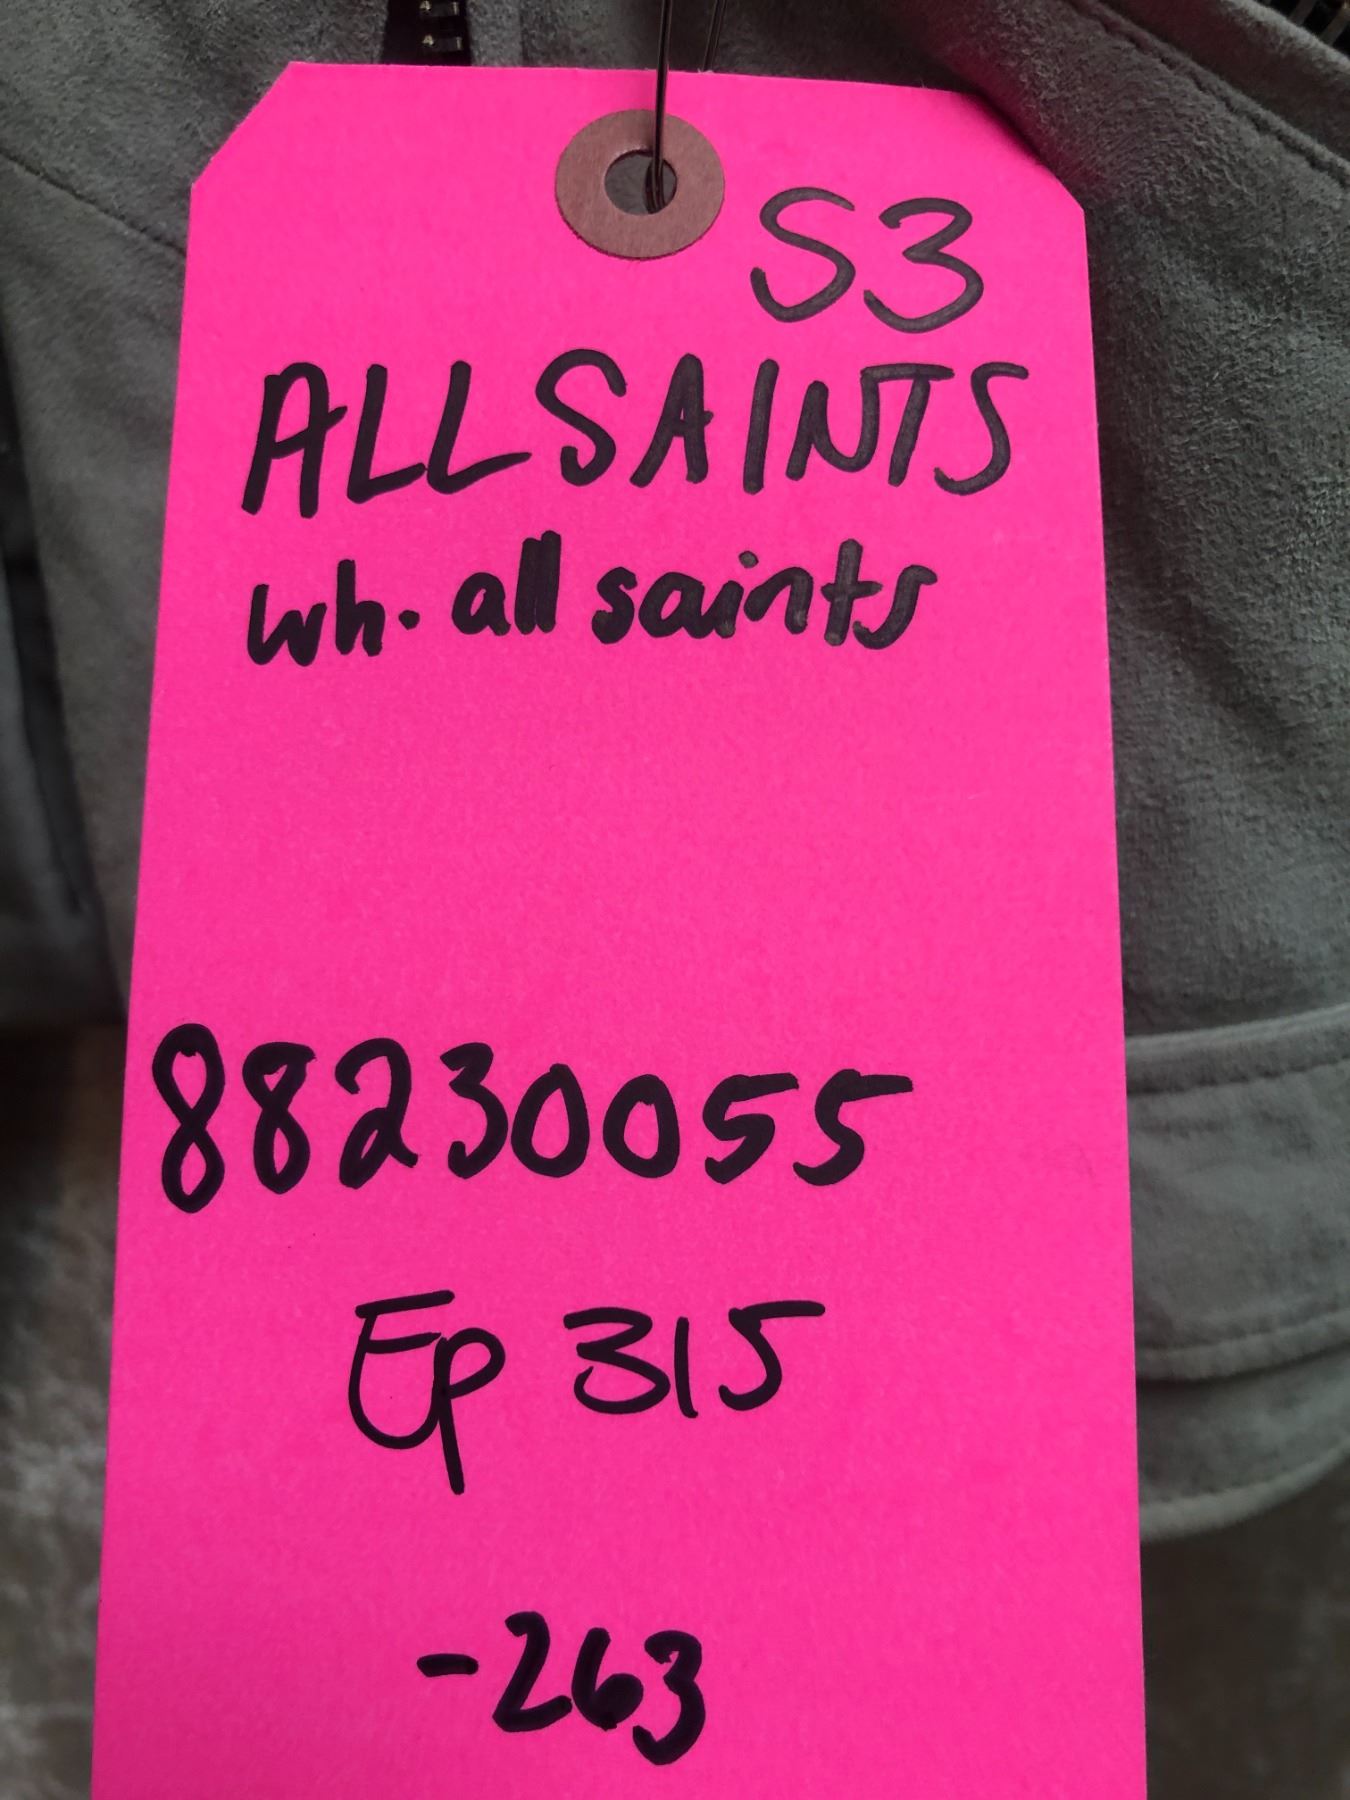 S3
ALLSAINTS
wh. all saints
88230055
Ep 315
-263